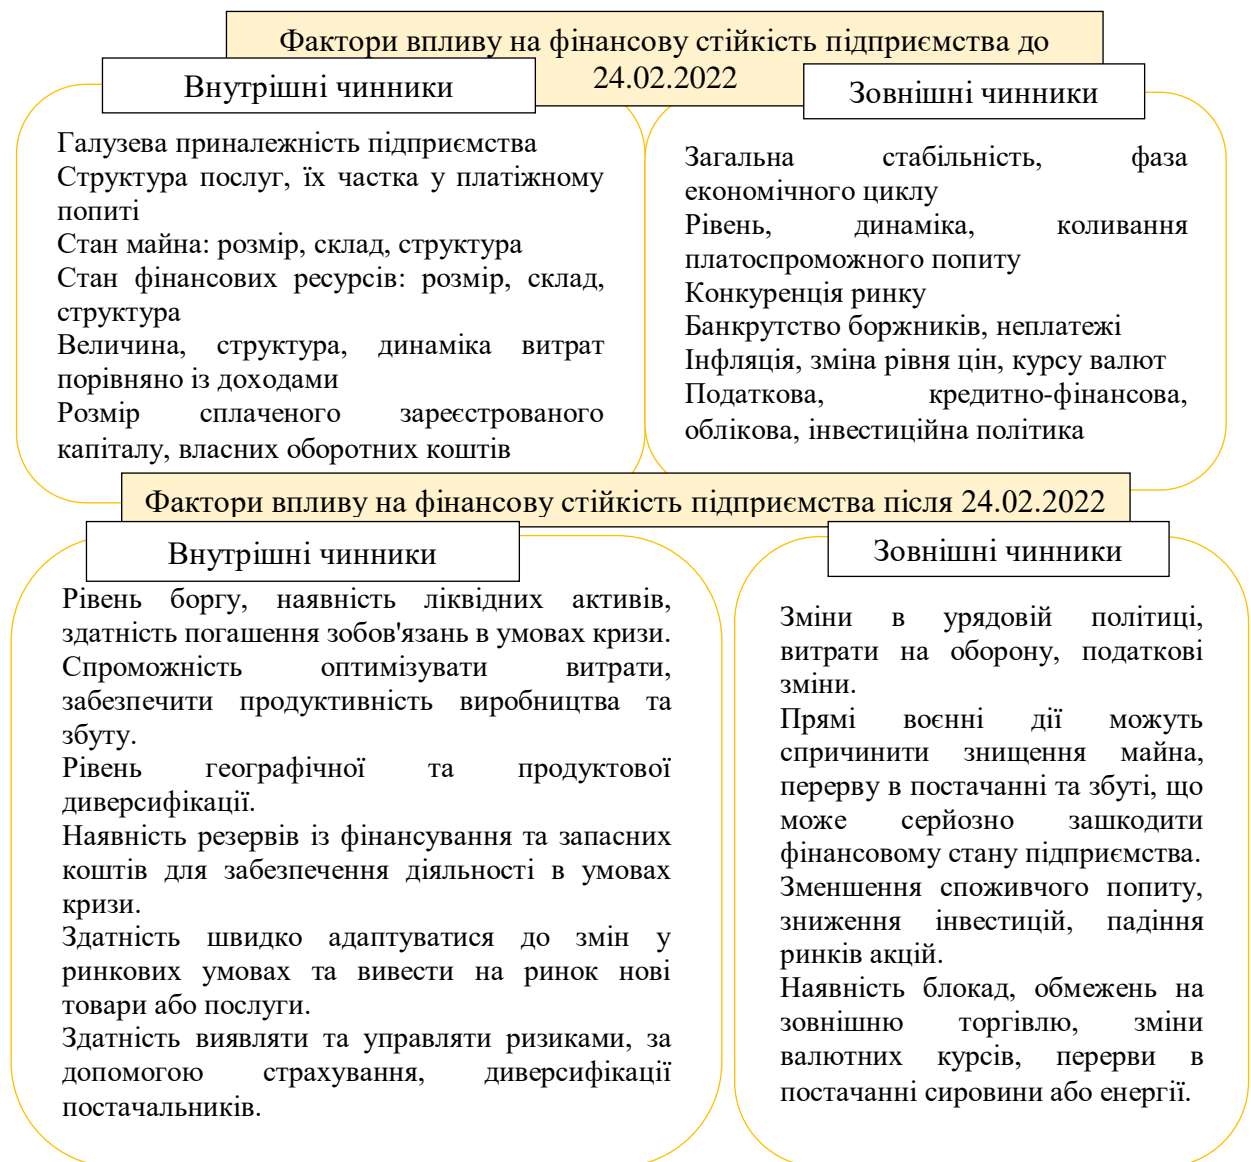 Фактори впливу на фінансову стійкість підприємства до
24.02.2022
Внутрішні чинники
Галузева приналежність підприємства
Структура послуг, їх частка у платіжному
попиті
Стан майна: розмір, склад, структура
Стан фінансових ресурсів: розмір, склад,
структура
Величина, структура, динаміка витрат
порівняно із доходами
Розмір сплаченого зареєстрованого
капіталу, власних оборотних коштів
Зовнішні чинники
Загальна стабільність, фаза
економічного циклу
Рівень, динаміка, коливання
платоспроможного попиту
Конкуренція ринку
Банкрутство боржників, неплатежі
Інфляція, зміна рівня цін, курсу валют
Податкова, кредитно-фінансова,
облікова, інвестиційна політика
Фактори впливу на фінансову стійкість підприємства після 24.02.2022
Внутрішні чинники
Рівень боргу, наявність ліквідних активів,
здатність погашення зобов'язань в умовах кризи.
Спроможність оптимізувати витрати,
забезпечити продуктивність виробництва та
збуту.
Рівень географічної та продуктової
диверсифікації.
Наявність резервів із фінансування та запасних
коштів для забезпечення діяльності в умовах
кризи.
Здатність швидко адаптуватися до змін у
ринкових умовах та вивести на ринок нові
товари або послуги.
Здатність виявляти та управляти ризиками, за
допомогою страхування, диверсифікації
постачальників.
Зовнішні чинники
Зміни в урядовій політиці,
витрати на оборону, податкові
зміни.
Прямі воєнні дії можуть
спричинити знищення майна,
перерву в постачанні та збуті, що
може серйозно зашкодити
фінансовому стану підприємства.
Зменшення споживчого попиту,
зниження інвестицій, падіння
ринків акцій.
Наявність блокад, обмежень на
зовнішню торгівлю, зміни
валютних курсів, перерви в
постачанні сировини або енергії.